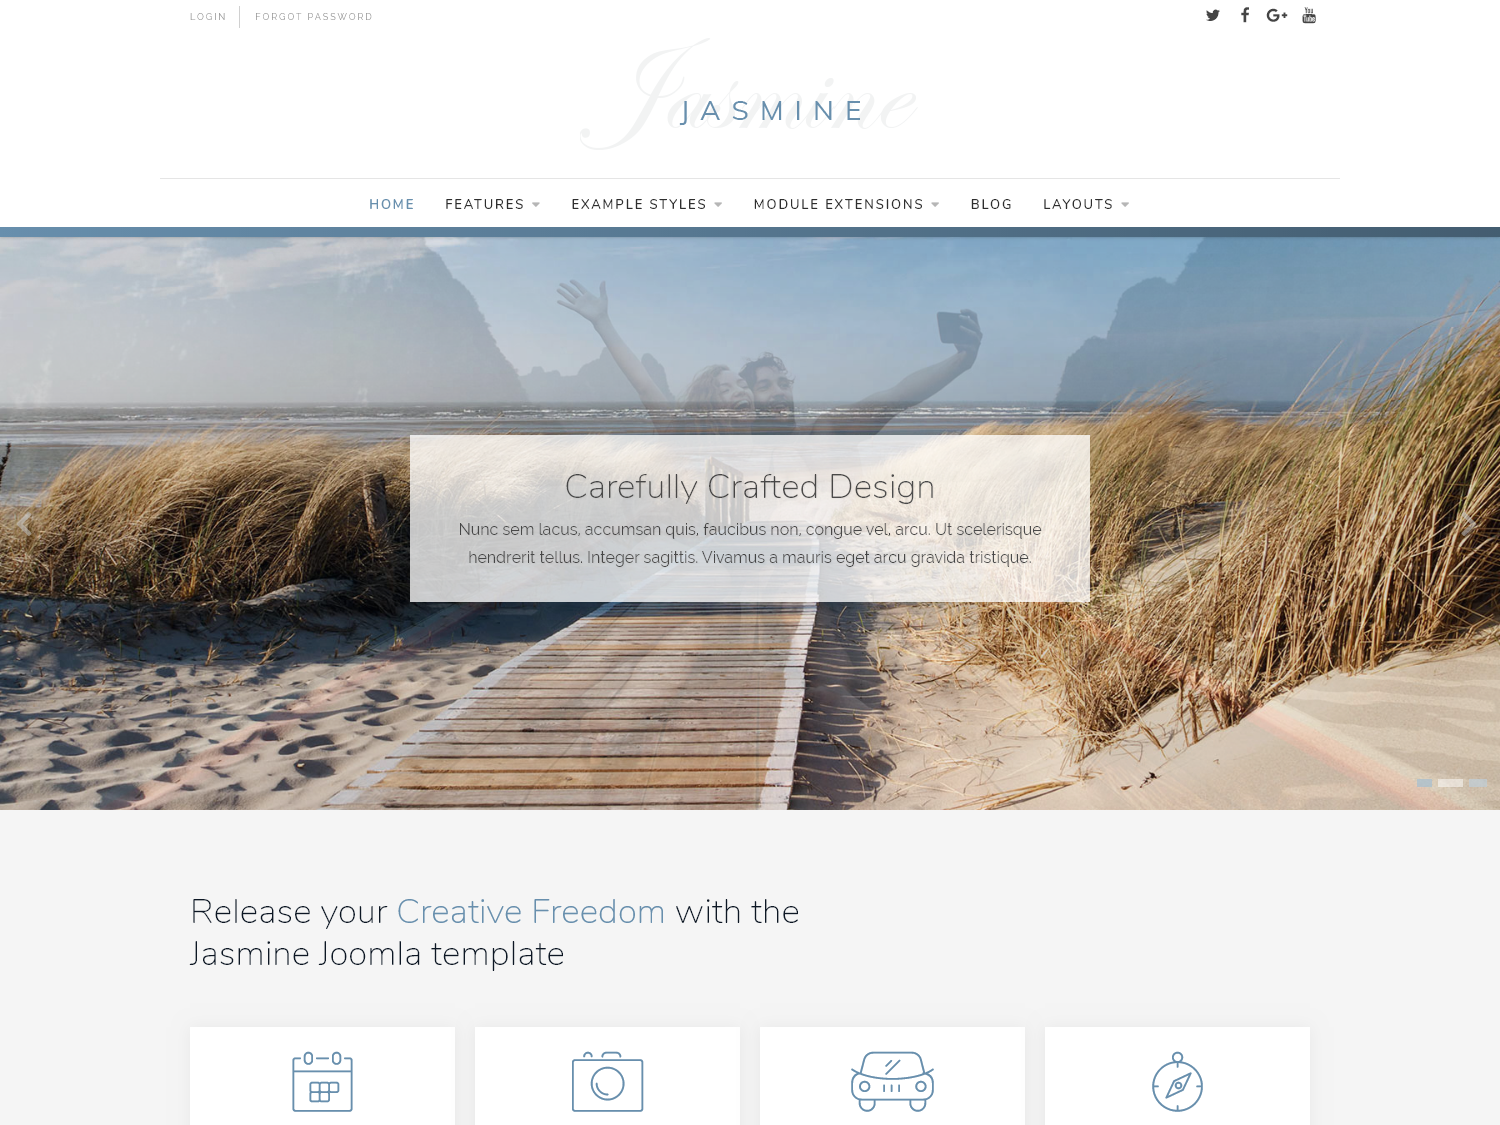 LOGIN
FORGOT PASSWORD
You
Tube
Jasmine
JASMINE
HOME
FEATURES
EXAMPLE STYLES
MODULE EXTENSIONS
BLOG
LAYOUTS
Carefully Crafted Design
Nunc sem lacus, accumsan quis, faucibus non, congue vel, arcu. Ut scelerisque
hendrerit tellus. Integer sagittis. Vivamus a mauris eget arcu gravida tristique.
Release your Creative Freedom with the
Jasmine Joomla template